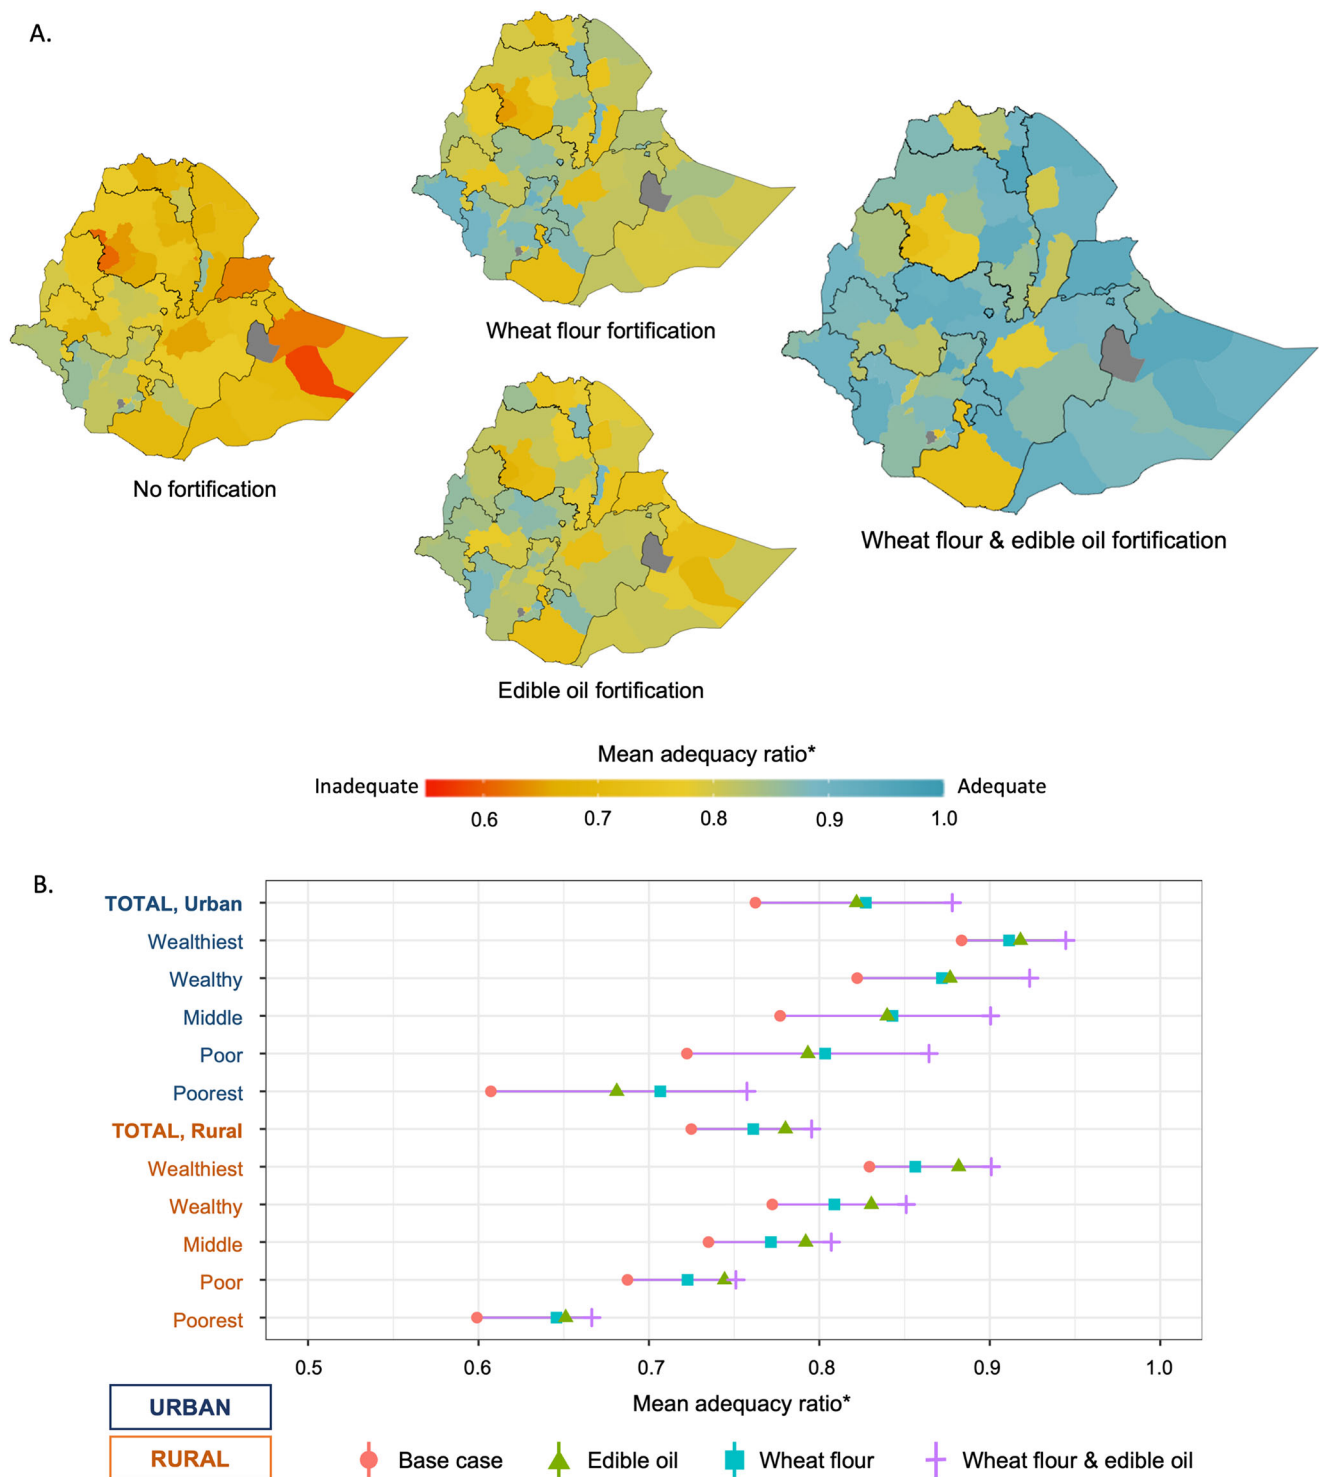 A.
Wheat flour fortification
No fortification
Wheat flour & edible oil fortification
Edible oil fortification
Mean adequacy ratio*
Inadequate
Adequate
0.6 0.7 0.8 0.9 1.0
B.
TOTAL, Urban
Wealthiest
Wealthy
Middle
Poor
Poorest
TOTAL, Rural
Wealthiest
Wealthy
Middle
Poor
Poorest
0.5 0.6 0.7 0.8 0.9 1.0
Mean adequacy ratio*
URBAN
RURAL
Base case Edible oil Wheat flour Wheat flour & edible oil